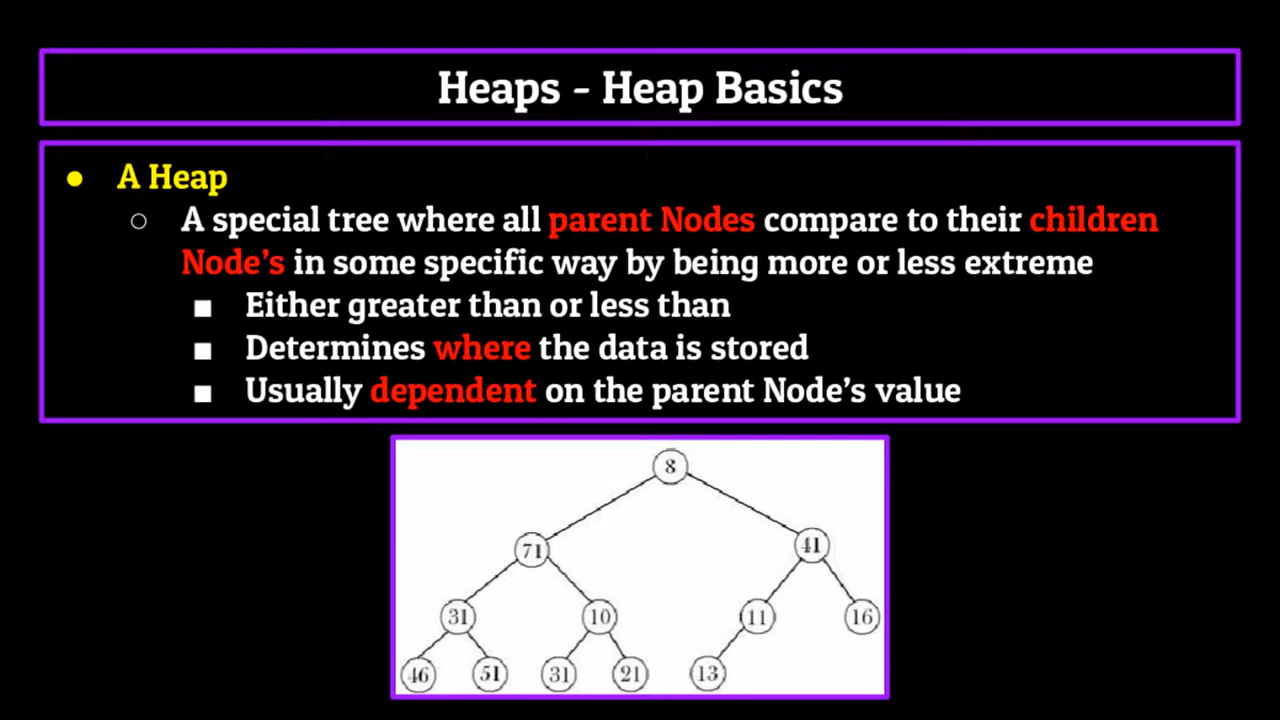 Heaps - Heap Basics
● A Heap
○ A special tree where all parent Nodes compare to their children
Node's in some specific way by being more or less extreme
■ Either greater than or less than
■ Determines where the data is stored
■ Usually dependent on the parent Node's value
8
71 41
31 10 11 16
46 51 31 21 13